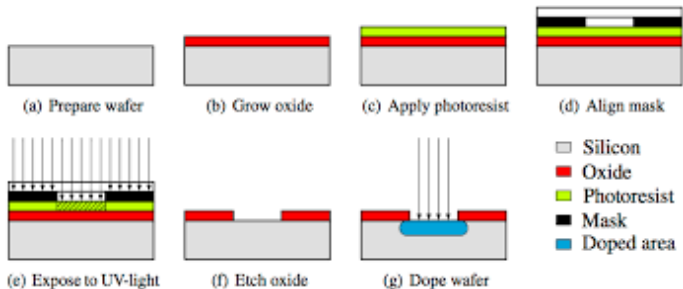 (a) Prepare wafer
(b) Grow oxide
(c) Apply photoresist
(d) Align mask
(e) Expose to UV-light
(f) Etch oxide
(g) Dope wafer
Silicon
Oxide
Photoresist
Mask
Doped area